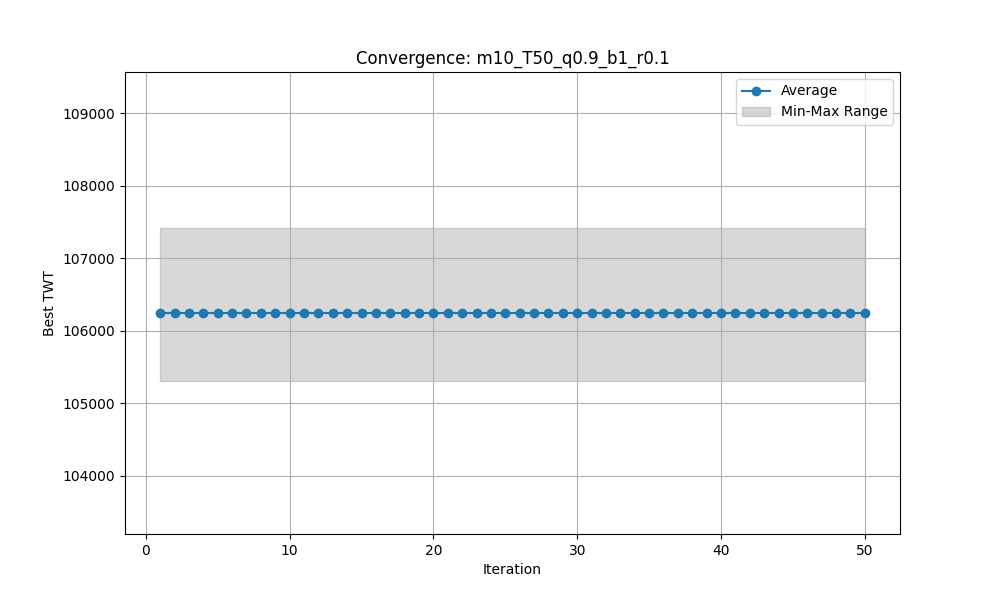 Convergence: m10_T50_q0.9_b1_r0.1
Average
Min-Max Range
109000
108000
107000
106000
105000
104000
Best TWT
0 10 20 30 40 50
Iteration